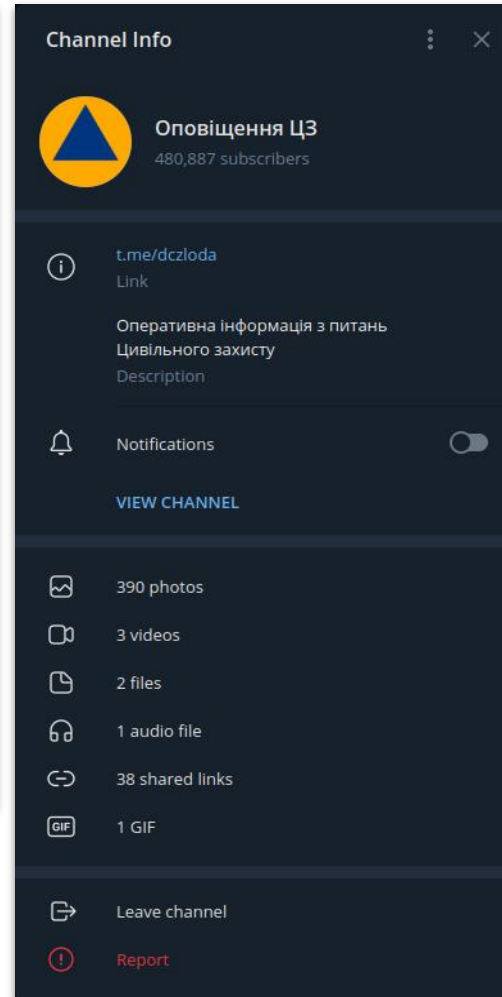 Channel Info
Оповіщення ЦЗ
480,887 subscribers
t.me/dczloda
Link
Оперативна інформація з питань
Цивільного захисту
Description
Notifications
VIEW CHANNEL
390 photos
3 videos
2 files
1 audio file
38 shared links
GIF 1 GIF
Leave channel
Report